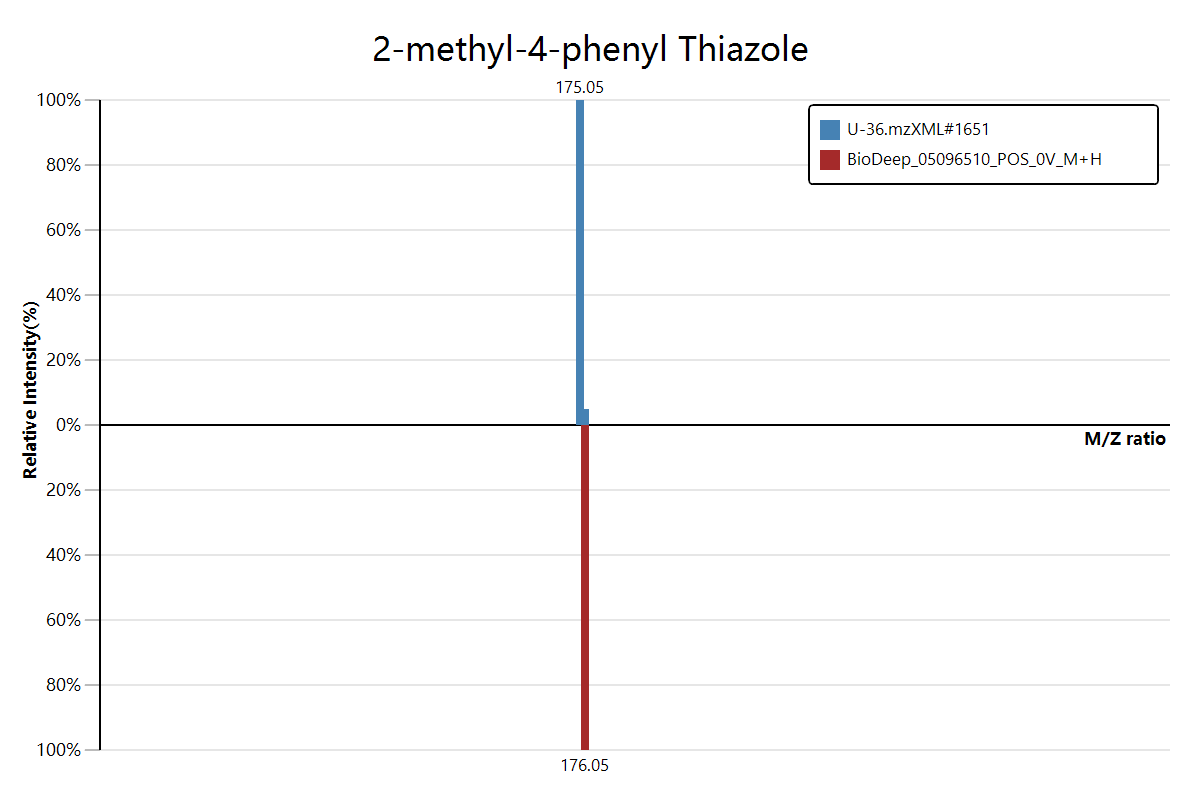 2-methyl-4-phenyl Thiazole
175.05
100%
U-36.mzXML#1651
BioDeep_05096510_POS_0V_M+H
80%
60%
40%
20%
0%
Relative Intensity(%)
M/Z ratio
20%
40%
60%
80%
100%
176.05